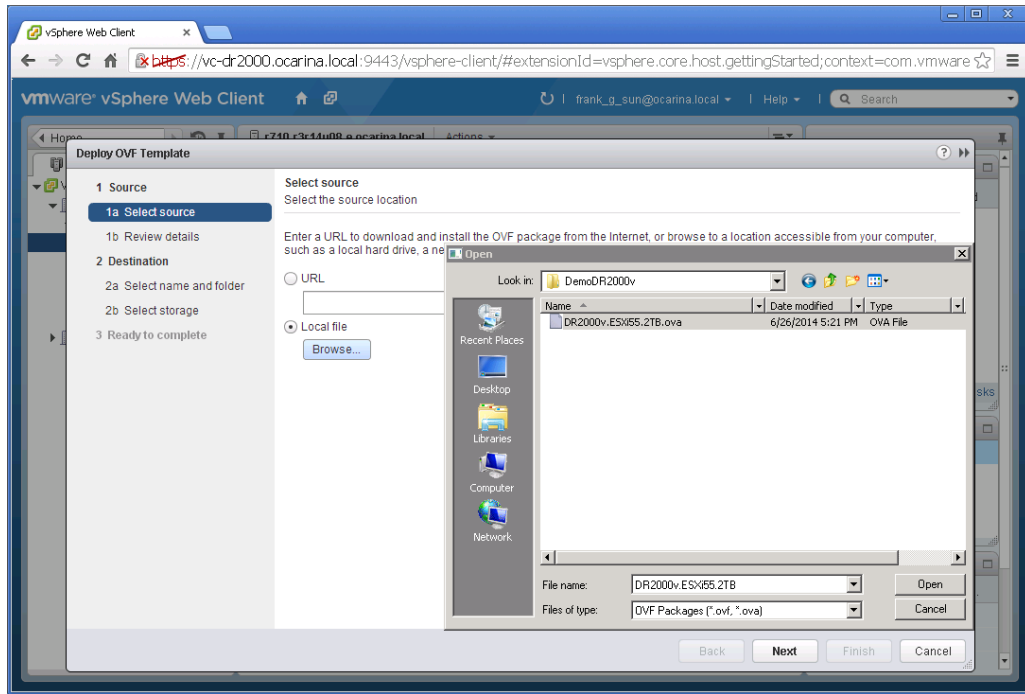 vSphere Web Client
https://vc-dr2000.ocarina.local:9443/vsphere-client/#extensionId=vsphere.core.host.gettingStarted;context=com.vmware
vmware® vSphere Web Client
frank_g_sun@ocarina.local
Help
Search
Home
r710.r3r14u08.e.ocarina.local
Actions
Deploy OVF Template
1 Source
1a Select source
1b Review details
2 Destination
2a Select name and folder
2b Select storage
3 Ready to complete
Select source
Select the source location
Enter a URL to download and install the OVF package from the Internet, or browse to a location accessible from your computer,
such as a local hard drive, a ne
URL
Local file
Browse...
Open
Look in:
DemoDR2000v
Name
Date modified
Type
DR2000v.ESXi55.2TB.ova
6/26/2014 5:21 PM
OVA File
Recent Places
Desktop
Libraries
Computer
Network
File name:
DR2000v.ESXi55.2TB
Open
Files of type:
OVF Packages (*.ovf, *.ova)
Cancel
sks
Back
Next
Finish
Cancel